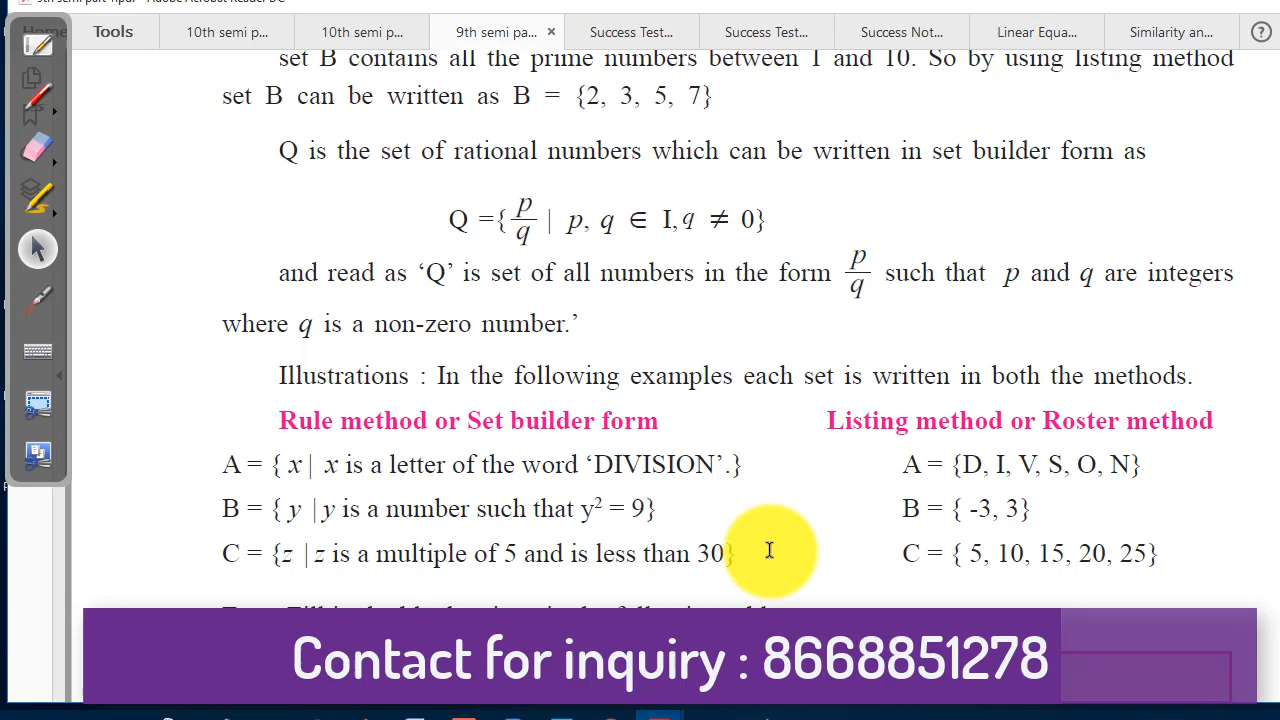 Home Tools 10th semi p... 10th semi p... 9th semi pa... × Success Test... Success Test... Success Not... Linear Equa... Similarity an...
set B contains all the prime numbers between 1 and 10. So by using listing method
set B can be written as B = {2, 3, 5, 7}
Q is the set of rational numbers which can be written in set builder form as
Q ={p/q | p, q ∈ I, q ≠ 0}
and read as ‘Q’ is set of all numbers in the form p/q such that p and q are integers
where q is a non-zero number.’
Illustrations : In the following examples each set is written in both the methods.
Rule method or Set builder form Listing method or Roster method
A = { x | x is a letter of the word ‘DIVISION’.} A = {D, I, V, S, O, N}
B = { y | y is a number such that y² = 9} B = { -3, 3}
C = {z | z is a multiple of 5 and is less than 30} C = { 5, 10, 15, 20, 25}
Contact for inquiry : 8668851278